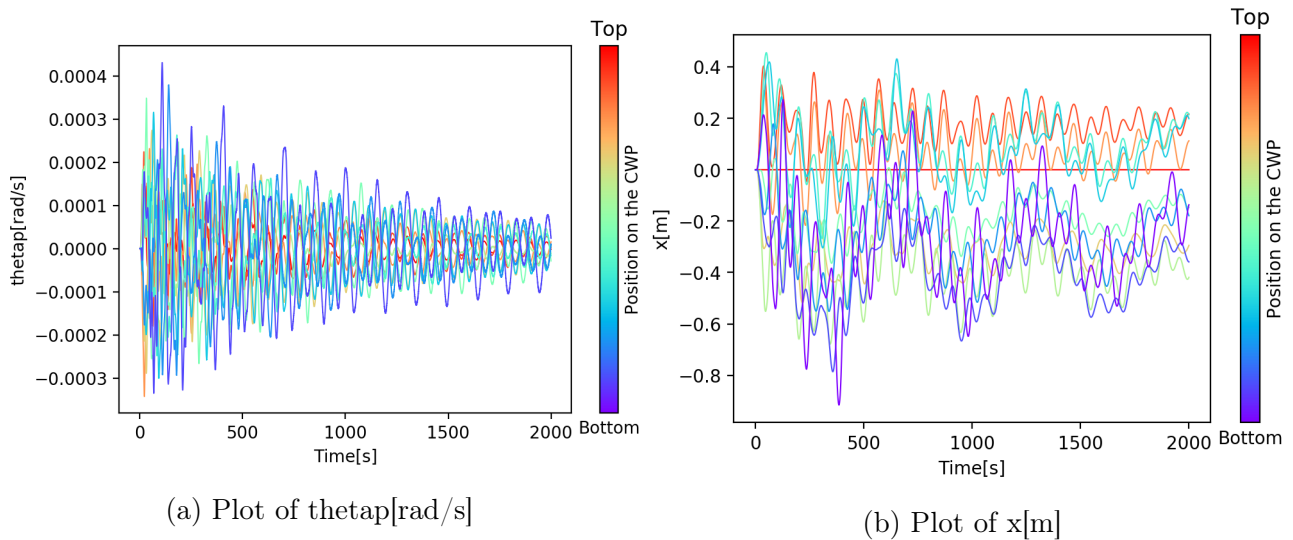 Top
0.0004
0.0003
0.0002
0.0001
0.0000
−0.0001
−0.0002
−0.0003
thetap[rad/s]
0 500 1000 1500 2000
Time[s]
Position on the CWP
Bottom
(a) Plot of thetap[rad/s]
Top
0.4
0.2
0.0
−0.2
−0.4
−0.6
−0.8
x[m]
0 500 1000 1500 2000
Time[s]
Position on the CWP
Bottom
(b) Plot of x[m]